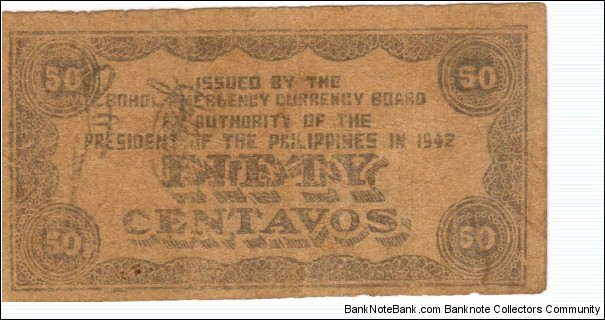 50 50
ISSUED BY THE
BOHOL EMERGENCY CURRENCY BOARD
BY AUTHORITY OF THE
PRESIDENT OF THE PHILIPPINES IN 1942
FIFTY
CENTAVOS
50 50
BankNoteBank.com Banknote Collectors Community